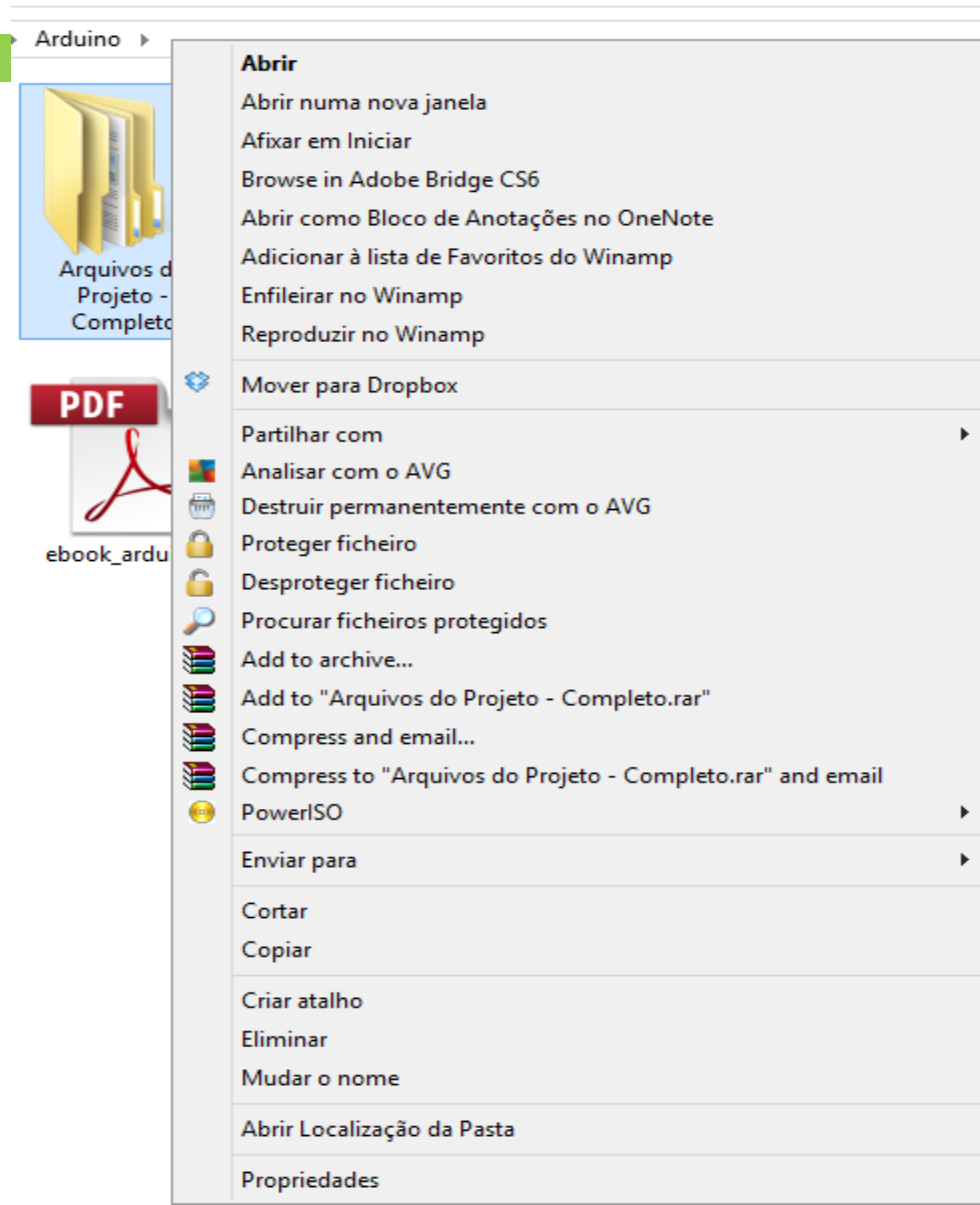 Arduino
Arquivos d
Projeto -
Completo
PDF
ebook_ardu
Abrir
Abrir numa nova janela
Afixar em Iniciar
Browse in Adobe Bridge CS6
Abrir como Bloco de Anotações no OneNote
Adicionar à lista de Favoritos do Winamp
Enfileirar no Winamp
Reproduzir no Winamp
Mover para Dropbox
Partilhar com
Analisar com o AVG
Destruir permanentemente com o AVG
Proteger ficheiro
Desproteger ficheiro
Procurar ficheiros protegidos
Add to archive...
Add to "Arquivos do Projeto - Completo.rar"
Compress and email...
Compress to "Arquivos do Projeto - Completo.rar" and email
PowerISO
Enviar para
Cortar
Copiar
Criar atalho
Eliminar
Mudar o nome
Abrir Localização da Pasta
Propriedades